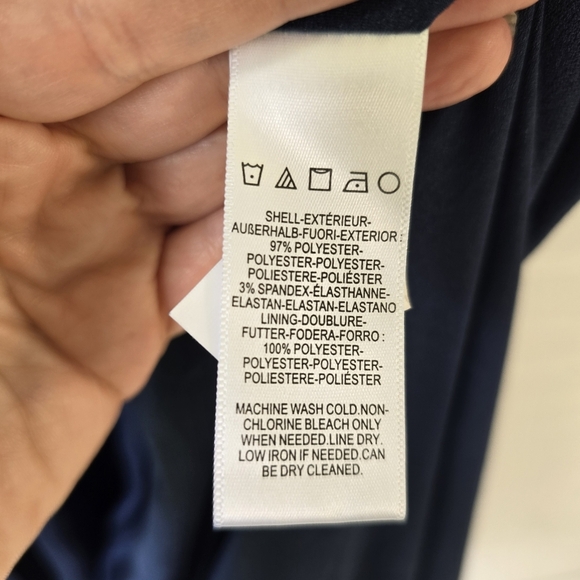 SHELL-EXTÉRIEUR-
AUßERHALB-FUORI-EXTERIOR:
97% POLYESTER-
POLYESTER-POLYESTER-
POLIESTERE-POLIÉSTER
3% SPANDEX-ÉLASTHANNE-
ELASTAN-ELASTAN-ELASTANO
LINING-DOUBLURE-
FUTTER-FODERA-FORRO :
100% POLYESTER-
POLYESTER-POLYESTER-
POLIESTERE-POLIÉSTER
MACHINE WASH COLD.NON-
CHLORINE BLEACH ONLY
WHEN NEEDED.LINE DRY.
LOW IRON IF NEEDED.CAN
BE DRY CLEANED.